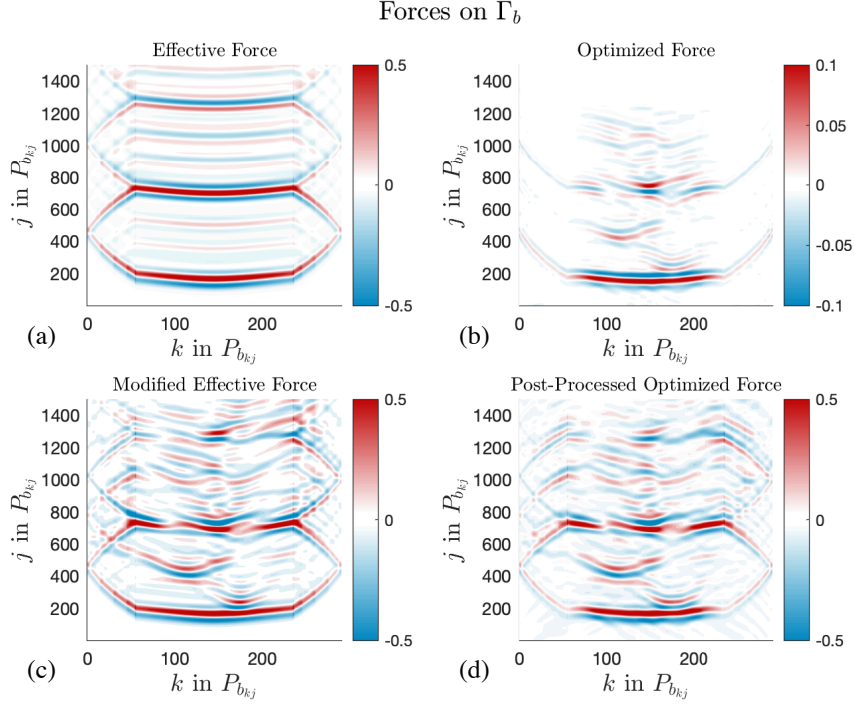 Forces on Γ_b
Effective Force
Optimized Force
1400
1200
1000
800
600
400
200
j in P_{b_{kj}}
0
200
k in P_{b_{kj}}
0.5
0
-0.5
(a)
1400
1200
1000
800
600
400
200
j in P_{b_{kj}}
0
200
k in P_{b_{kj}}
0.1
0.05
0
-0.05
-0.1
(b)
Modified Effective Force
Post-Processed Optimized Force
1400
1200
1000
800
600
400
200
j in P_{b_{kj}}
0
200
k in P_{b_{kj}}
0.5
0
-0.5
(c)
1400
1200
1000
800
600
400
200
j in P_{b_{kj}}
0
200
k in P_{b_{kj}}
0.5
0
-0.5
(d)